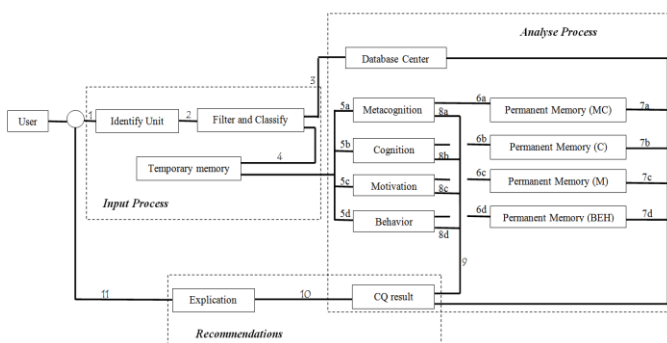 Analyse Process
Database Center
3
User
1
Identify Unit
2
Filter and Classify
4
Temporary memory
Input Process
5a
Metacognition
6a
8a
Permanent Memory (MC)
7a
5b
Cognition
6b
8b
Permanent Memory (C)
7b
5c
Motivation
6c
8c
Permanent Memory (M)
7c
5d
Behavior
6d
8d
Permanent Memory (BEH)
7d
9
11
Explication
10
CQ result
Recommendations